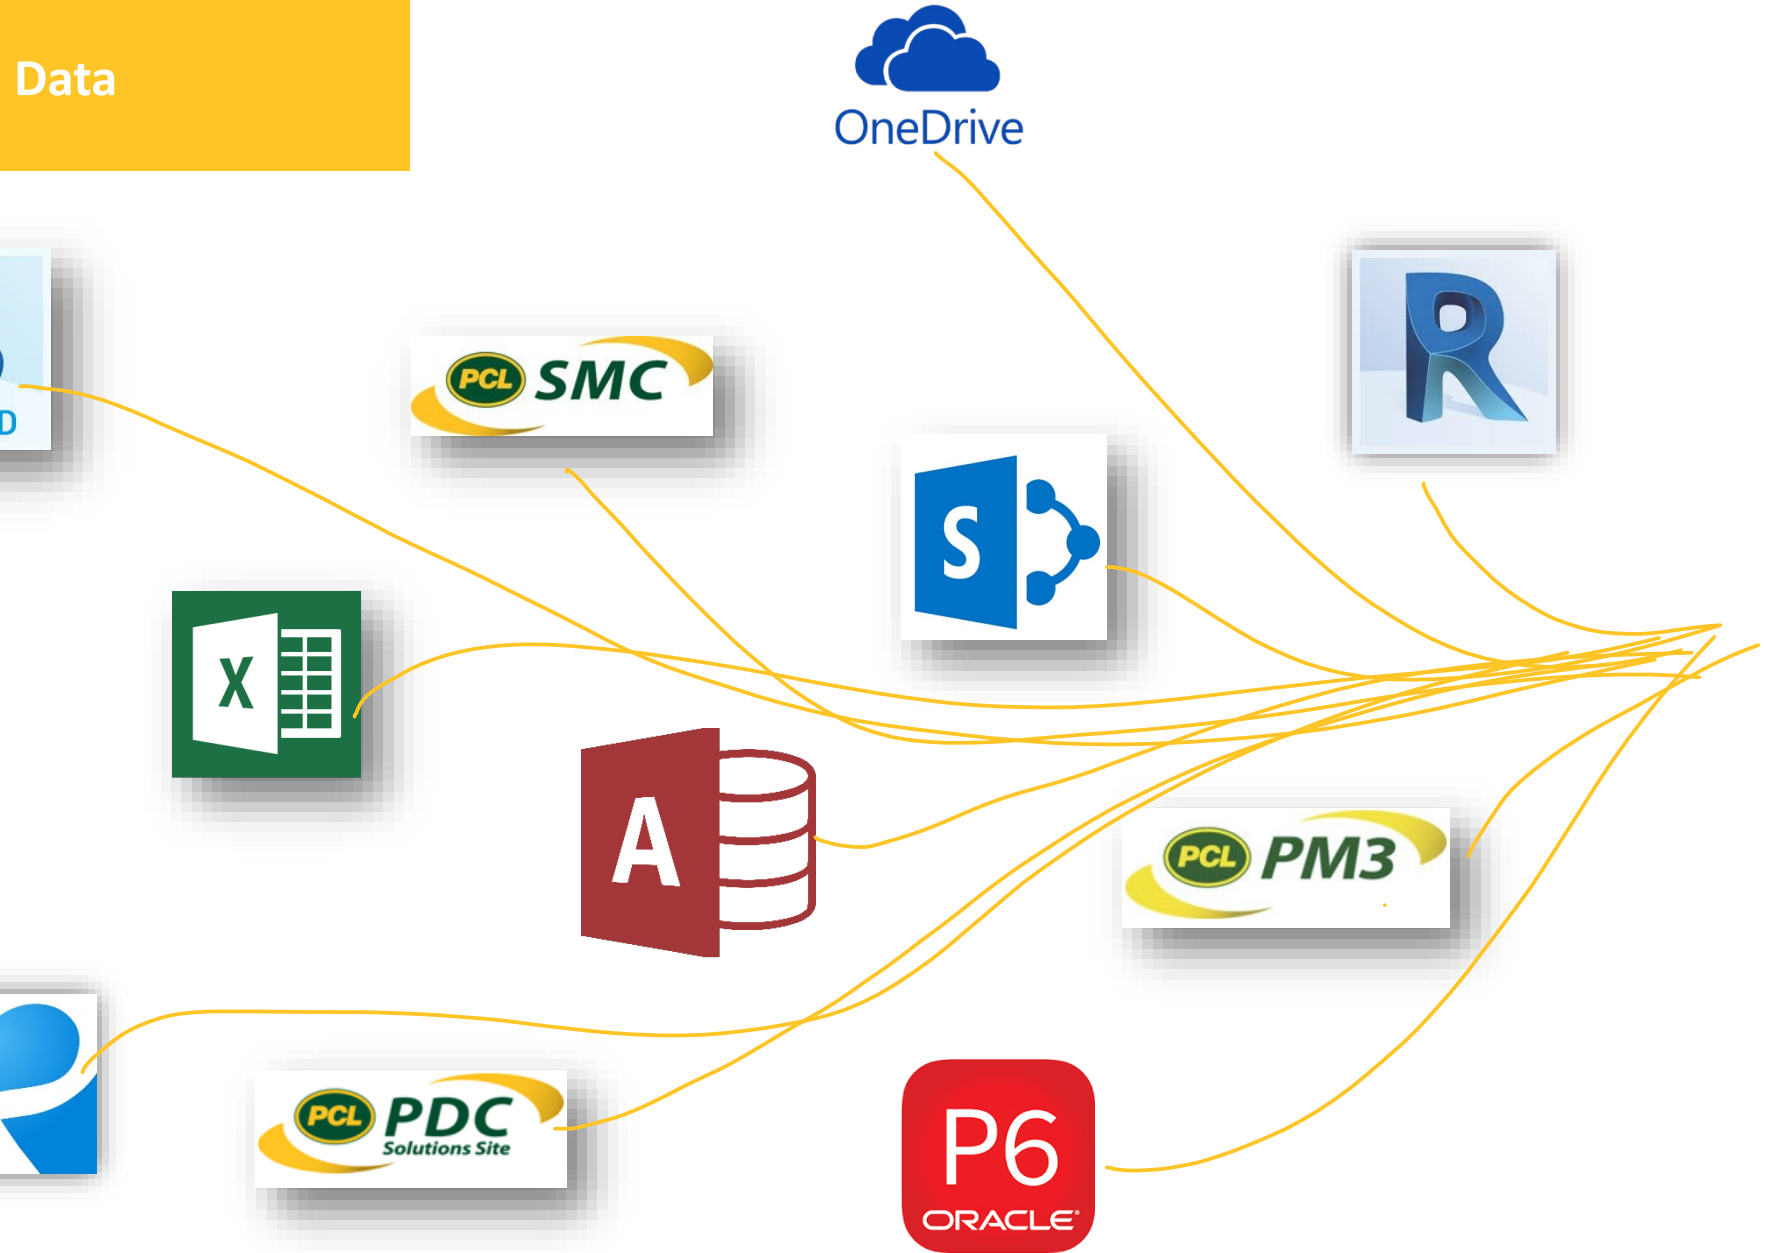 Data
OneDrive
R
PCL SMC
D
S
X
A
PCL PM3
PCL PDC
Solutions Site
P6
ORACLE